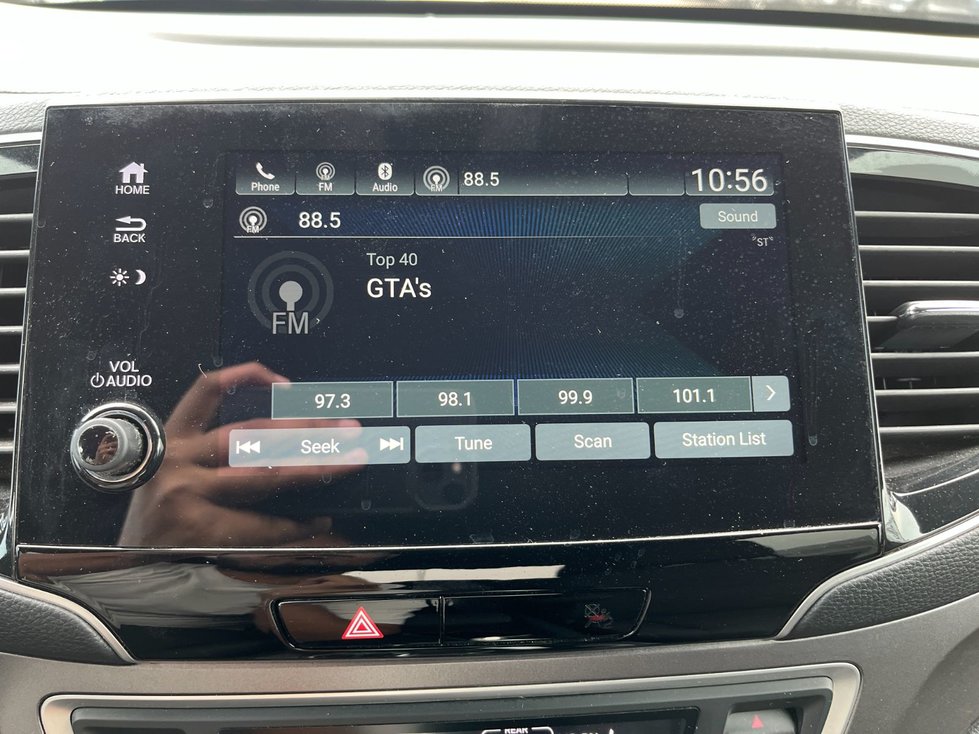 HOME
BACK
VOL
AUDIO
Phone
FM
Audio
FM
88.5
10:56
FM
88.5
Sound
ST
FM
Top 40
GTA's
97.3
98.1
99.9
101.1
Seek
Tune
Scan
Station List
REAR